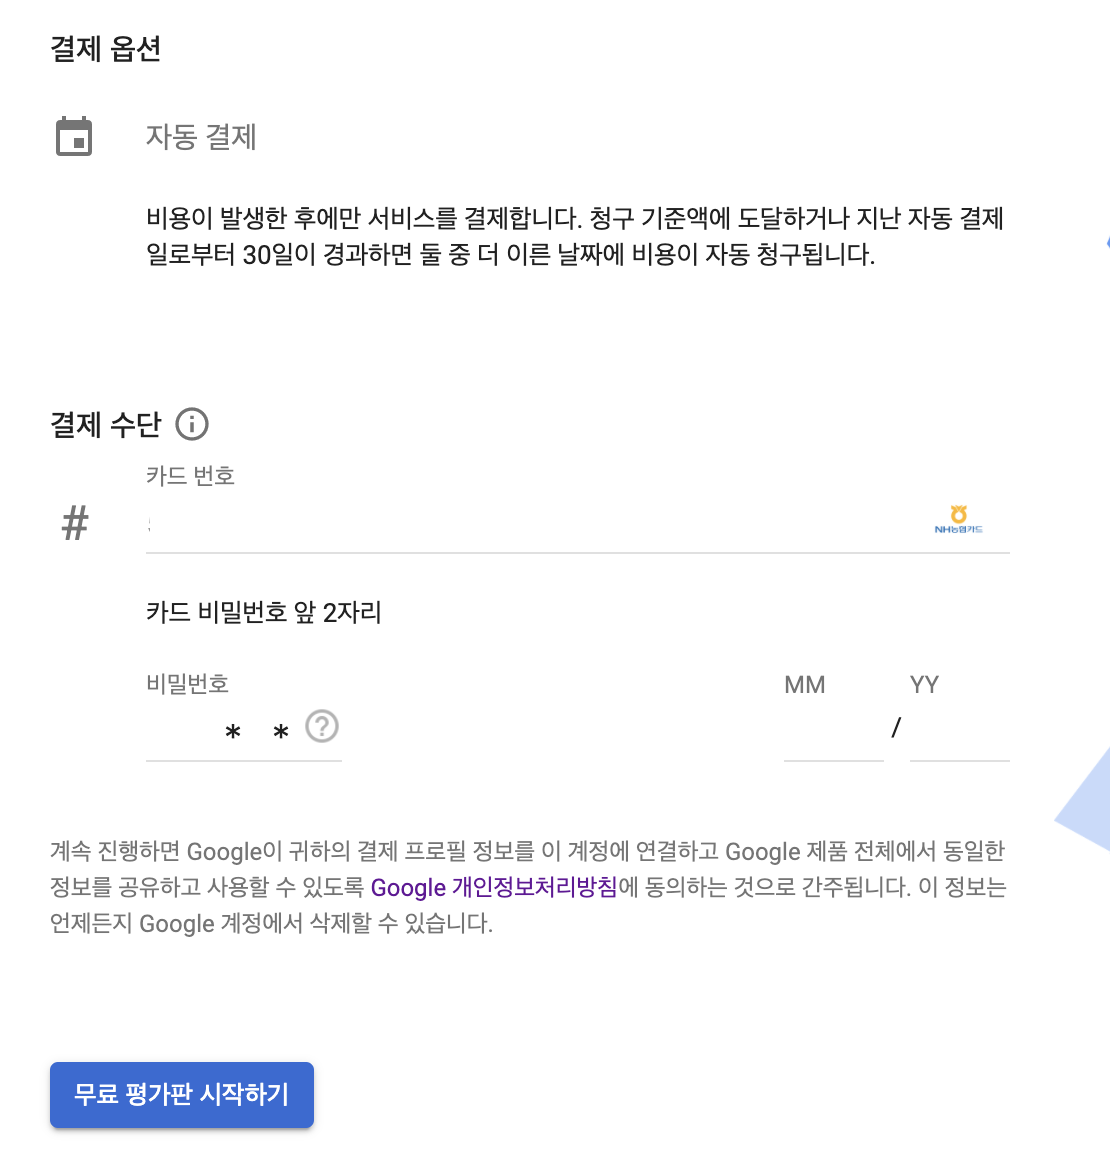 결제 옵션
자동 결제
비용이 발생한 후에만 서비스를 결제합니다. 청구 기준액에 도달하거나 지난 자동 결제
일로부터 30일이 경과하면 둘 중 더 이른 날짜에 비용이 자동 청구됩니다.
결제 수단
카드 번호
#
NH농협카드
카드 비밀번호 앞 2자리
비밀번호 MM YY
* * /
계속 진행하면 Google이 귀하의 결제 프로필 정보를 이 계정에 연결하고 Google 제품 전체에서 동일한
정보를 공유하고 사용할 수 있도록 Google 개인정보처리방침에 동의하는 것으로 간주됩니다. 이 정보는
언제든지 Google 계정에서 삭제할 수 있습니다.
무료 평가판 시작하기